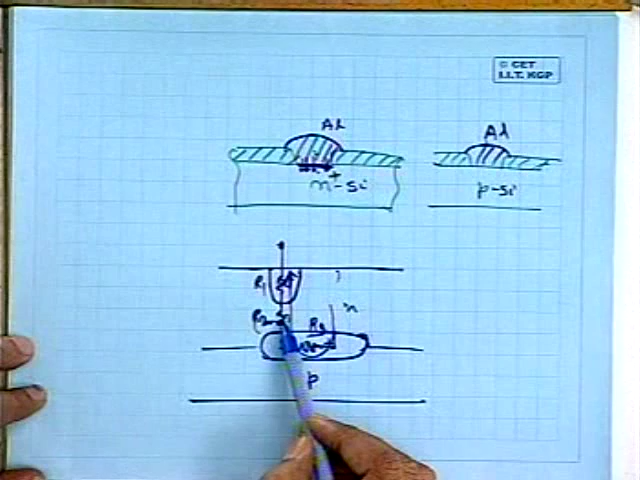 © CET
I.I.T. KGP
Al
Al
n+-Si
p-Si
R1
n
R2
R3
p